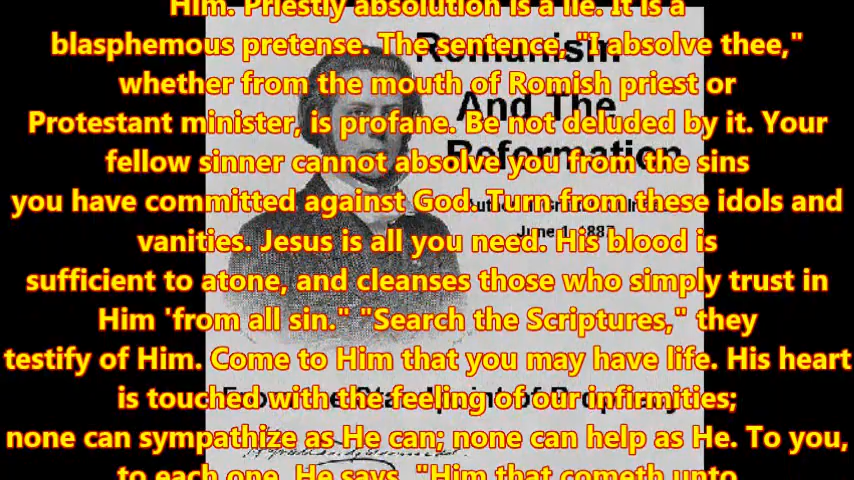 Him. Priestly absolution is a lie. It is a
blasphemous pretense. The sentence, "I absolve thee,"
whether from the mouth of Romish priest or
Protestant minister, is profane. Be not deluded by it. Your
fellow sinner cannot absolve you from the sins
you have committed against God. Turn from these idols and
vanities. Jesus is all you need. His blood is
sufficient to atone, and cleanses those who simply trust in
Him 'from all sin." "Search the Scriptures," they
testify of Him. Come to Him that you may have life. His heart
is touched with the feeling of our infirmities;
none can sympathize as He can; none can help as He. To you,
to each one, He says, "Him that cometh unto
Romanism
And The
Reformation